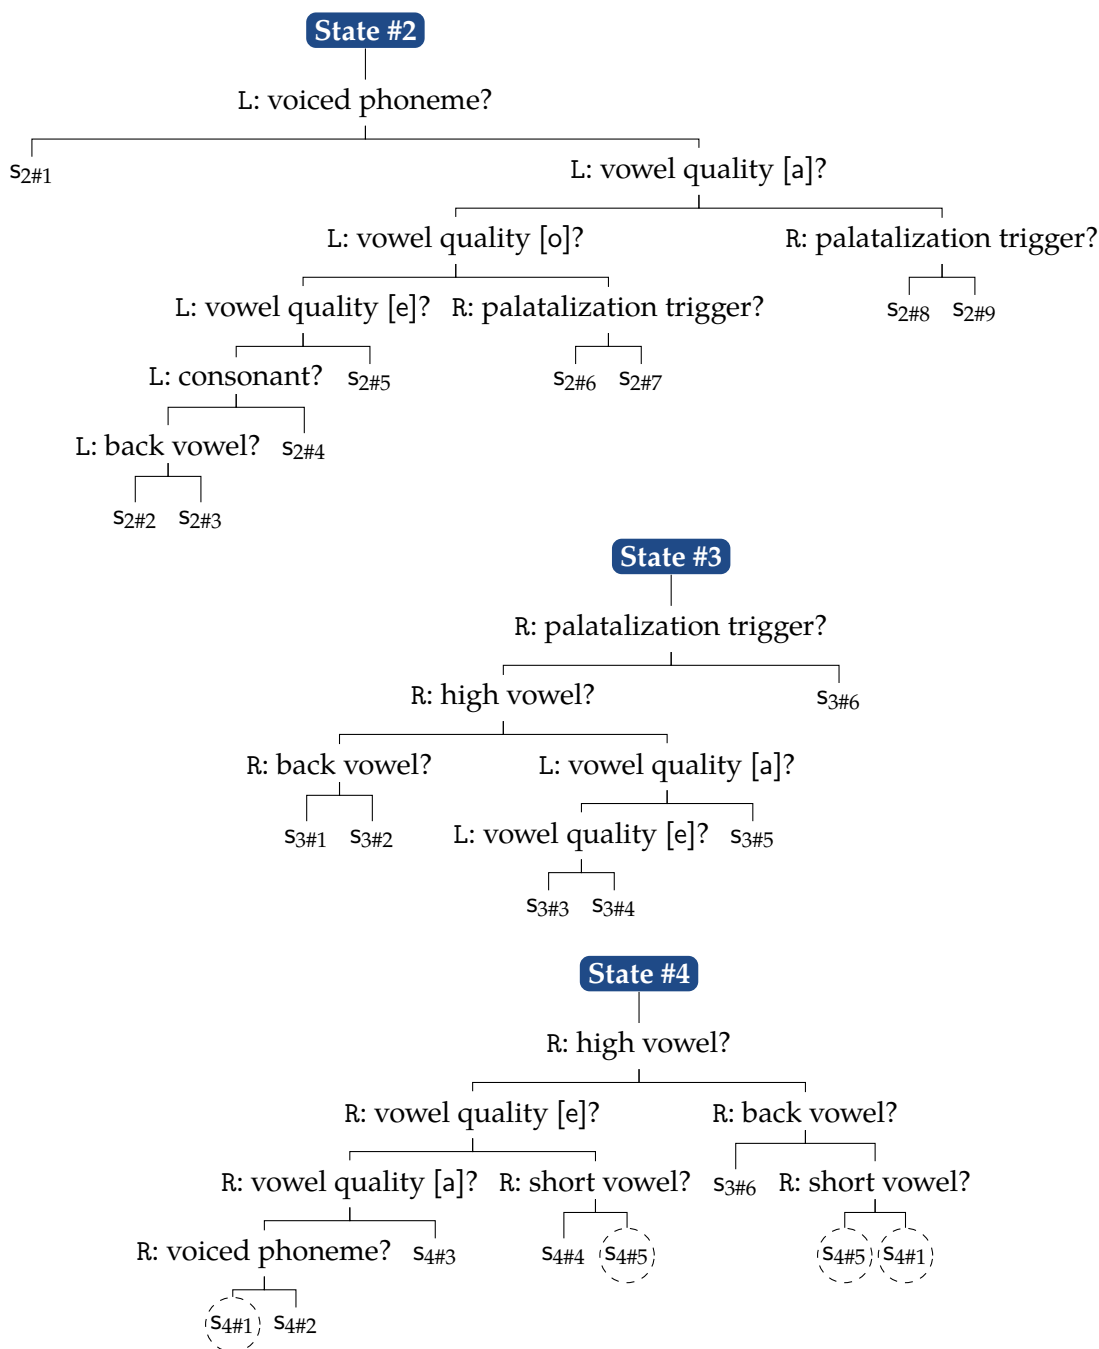 State #2
L: voiced phoneme?
s2#1 L: vowel quality [a]?
L: vowel quality [o]? R: palatalization trigger?
L: vowel quality [e]? R: palatalization trigger? s2#8 s2#9
L: consonant? s2#5 s2#6 s2#7
L: back vowel? s2#4
s2#2 s2#3
State #3
R: palatalization trigger?
R: high vowel? s3#6
R: back vowel? L: vowel quality [a]?
s3#1 s3#2 L: vowel quality [e]? s3#5
s3#3 s3#4
State #4
R: high vowel?
R: vowel quality [e]? R: back vowel?
R: vowel quality [a]? R: short vowel? s3#6 R: short vowel?
R: voiced phoneme? s4#3 s4#4 s4#5 s4#5 s4#1
s4#1 s4#2